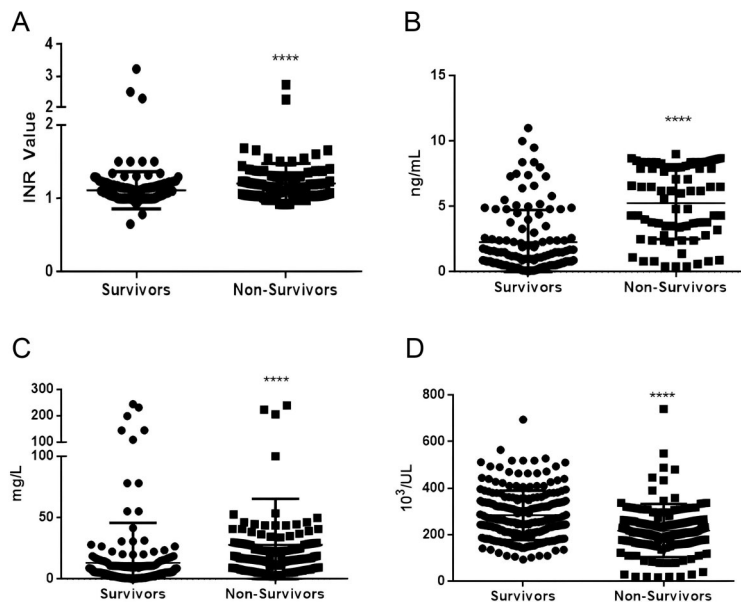 A
INR Value
4
3
2
2
1
0
****
Survivors
Non-Survivors
B
ng/mL
15
10
5
0
****
Survivors
Non-Survivors
C
mg/L
300
200
100
100
50
0
****
Survivors
Non-Survivors
D
10³/UL
800
600
400
200
0
****
Survivors
Non-Survivors